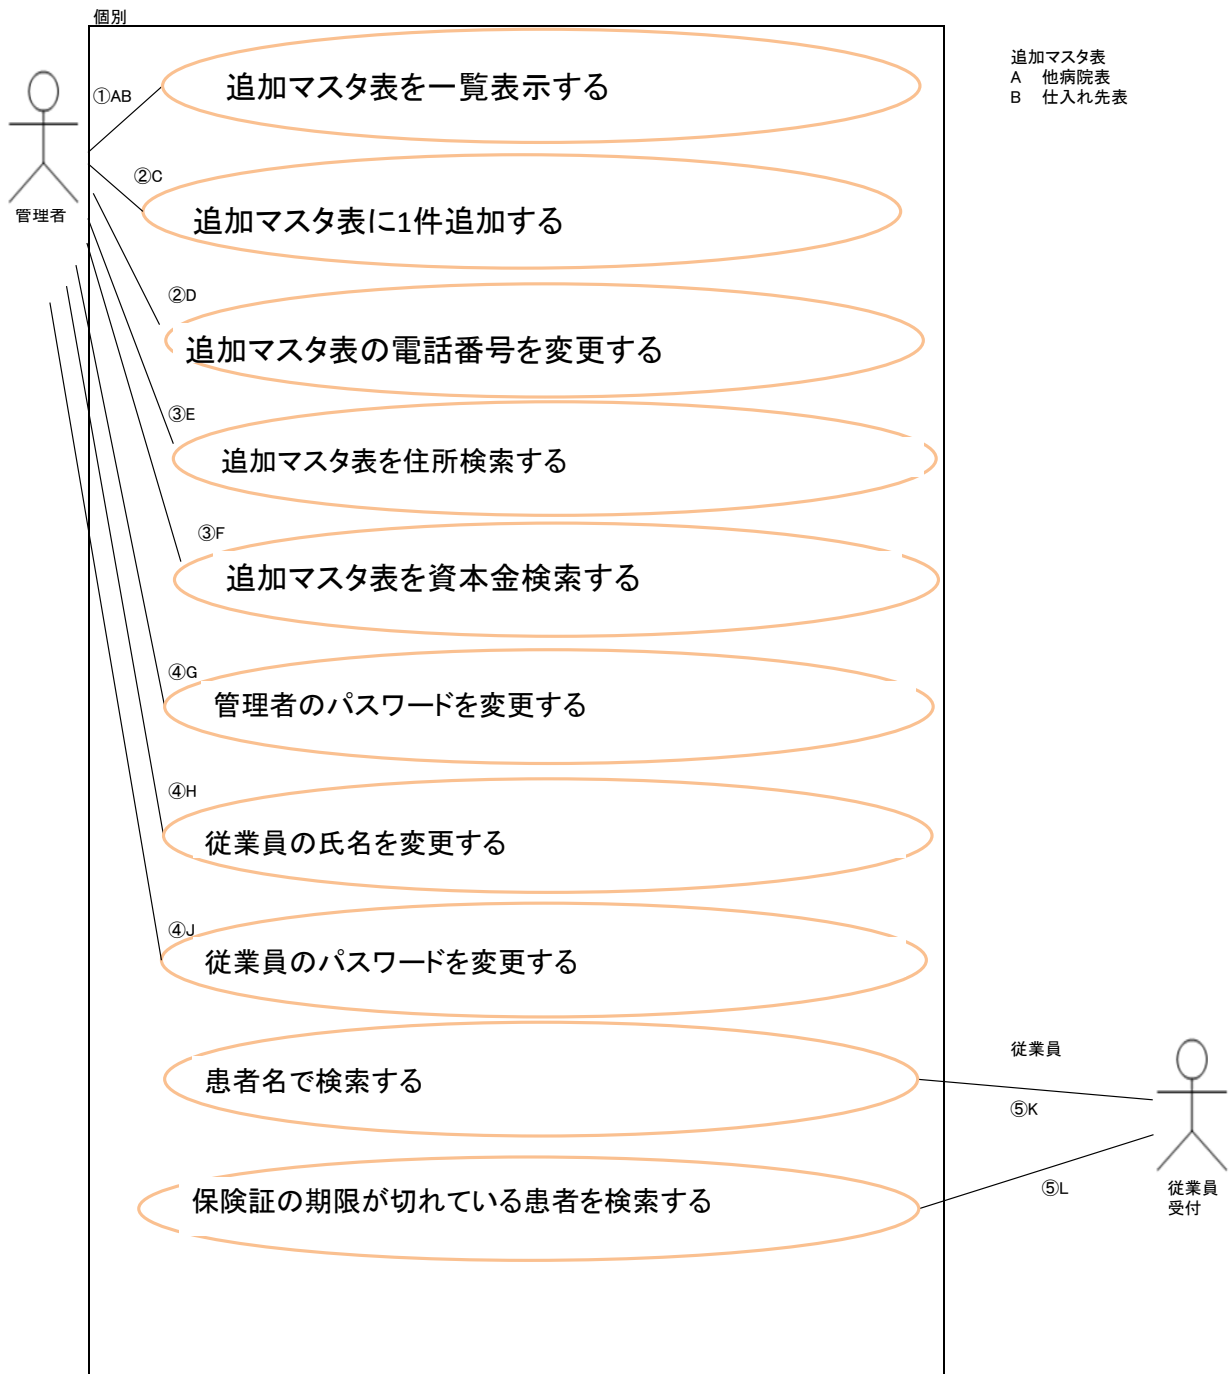 個別
追加マスタ表
A 他病院表
B 仕入れ先表
①AB
追加マスタ表を一覧表示する
②C
追加マスタ表に1件追加する
管理者
②D
追加マスタ表の電話番号を変更する
③E
追加マスタ表を住所検索する
③F
追加マスタ表を資本金検索する
④G
管理者のパスワードを変更する
④H
従業員の氏名を変更する
④J
従業員のパスワードを変更する
患者名で検索する
従業員
⑤K
保険証の期限が切れている患者を検索する
⑤L
従業員
受付